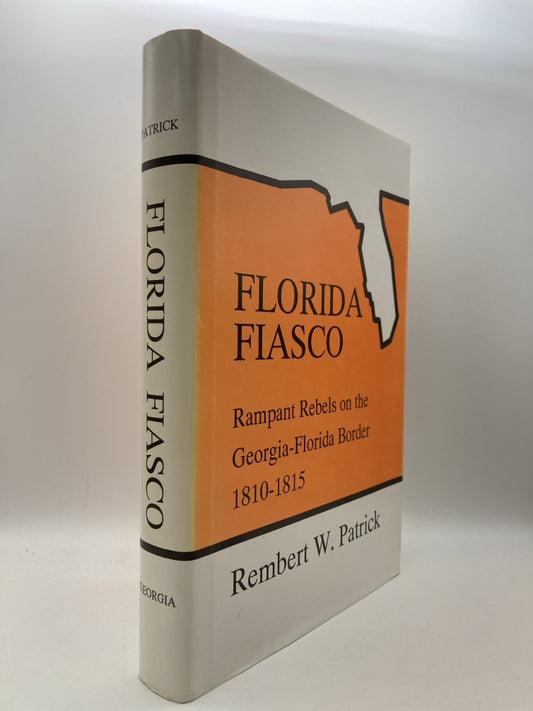 PATRICK
FLORIDA FIASCO
GEORGIA
FLORIDA
FIASCO
Rampant Rebels on the
Georgia-Florida Border
1810-1815
Rembert W. Patrick